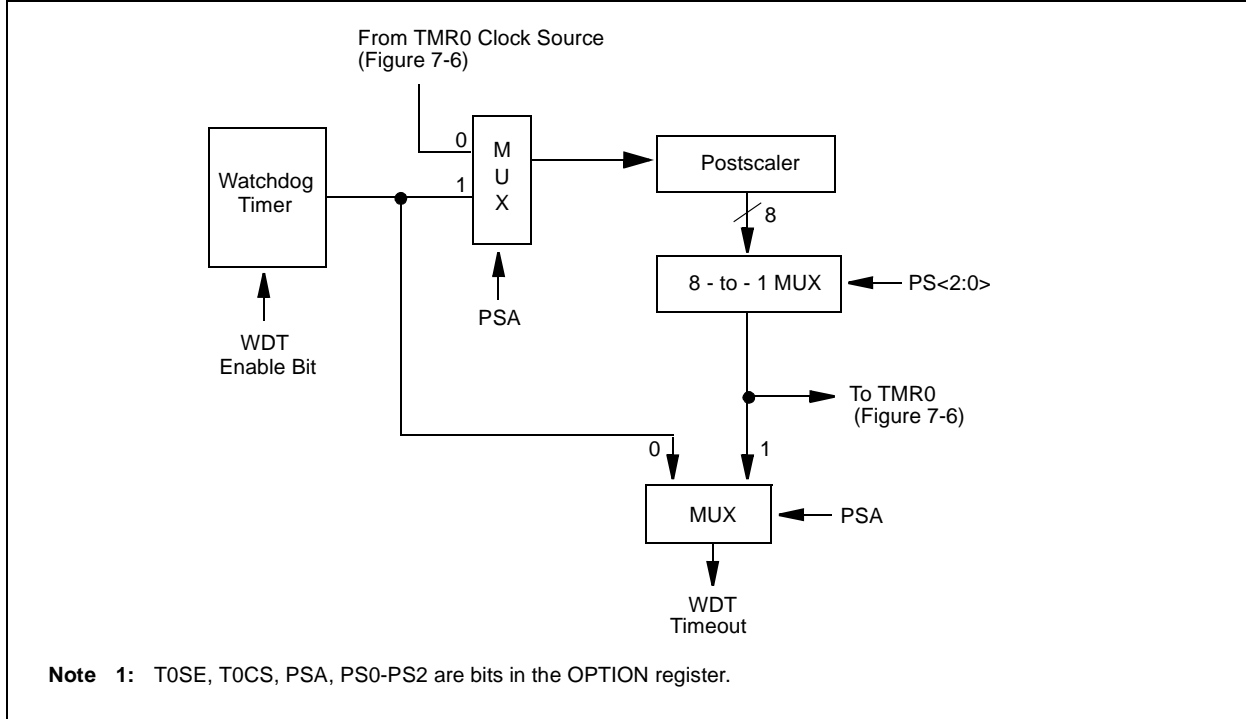 From TMR0 Clock Source
(Figure 7-6)
0
M
U
X
1
Watchdog
Timer
Postscaler
8
8 - to - 1 MUX
PS<2:0>
PSA
WDT
Enable Bit
To TMR0
(Figure 7-6)
0
1
MUX
PSA
WDT
Timeout
Note 1: T0SE, T0CS, PSA, PS0-PS2 are bits in the OPTION register.